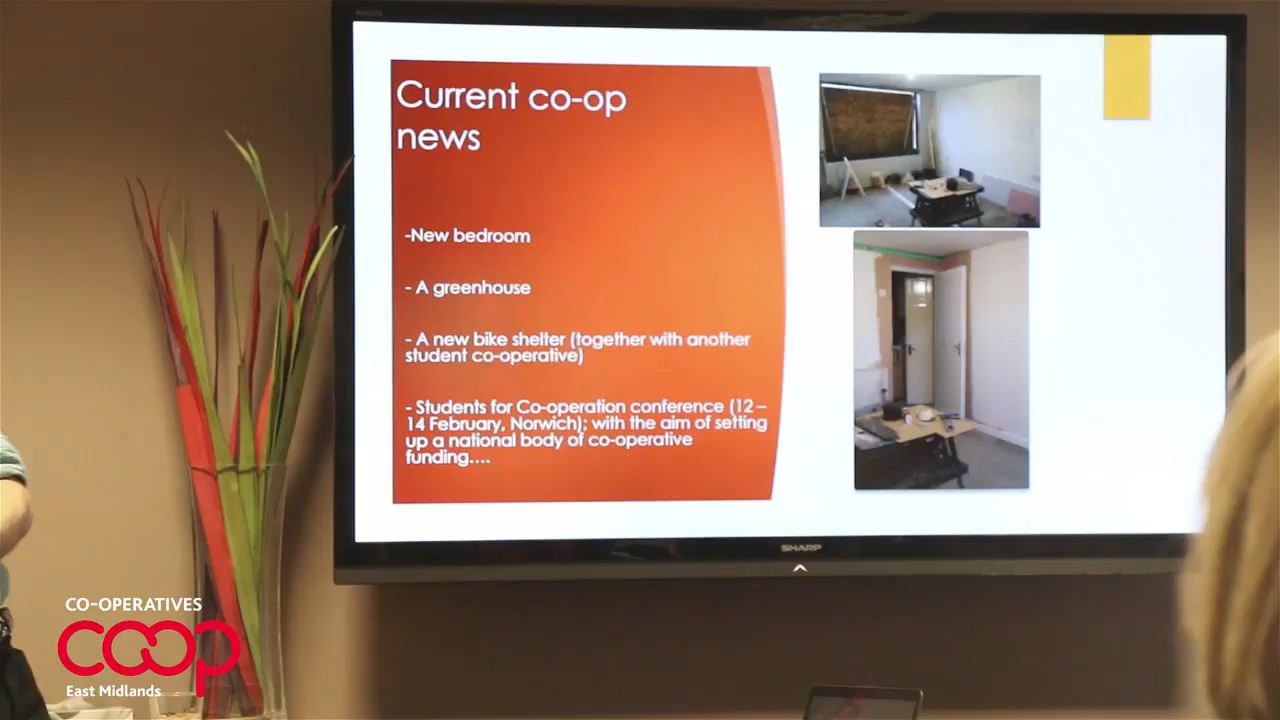 Current co-op
news
-New bedroom
- A greenhouse
- A new bike shelter (together with another
student co-operative)
- Students for Co-operation conference (12 –
14 February, Norwich); with the aim of setting
up a national body of co-operative
funding....
SHARP
CO-OPERATIVES
coop
East Midlands